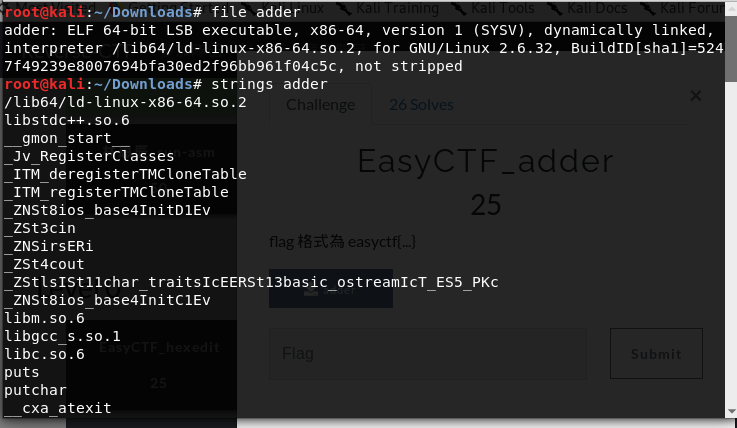 root@kali:~/Downloads# file adder
adder: ELF 64-bit LSB executable, x86-64, version 1 (SYSV), dynamically linked,
interpreter /lib64/ld-linux-x86-64.so.2, for GNU/Linux 2.6.32, BuildID[sha1]=524
7f49239e8007694bfa30ed2f96bb961f04c5c, not stripped
root@kali:~/Downloads# strings adder
/lib64/ld-linux-x86-64.so.2
libstdc++.so.6
__gmon_start__
_Jv_RegisterClasses
_ITM_deregisterTMCloneTable
_ITM_registerTMCloneTable
_ZNSt8ios_base4InitD1Ev
_ZSt3cin
_ZNSirsERi
_ZSt4cout
_ZStlsISt11char_traitsIcEERSt13basic_ostreamIcT_ES5_PKc
_ZNSt8ios_base4InitC1Ev
libm.so.6
libgcc_s.so.1
libc.so.6
puts
putchar
__cxa_atexit
Kali Training
Kali Tools
Kali Docs
Kali Forum
Challenge
26 Solves
×
EasyCTF_adder
25
flag 格式為 easyctf{...}
Flag
Submit
EasyCTF_hexedit
25